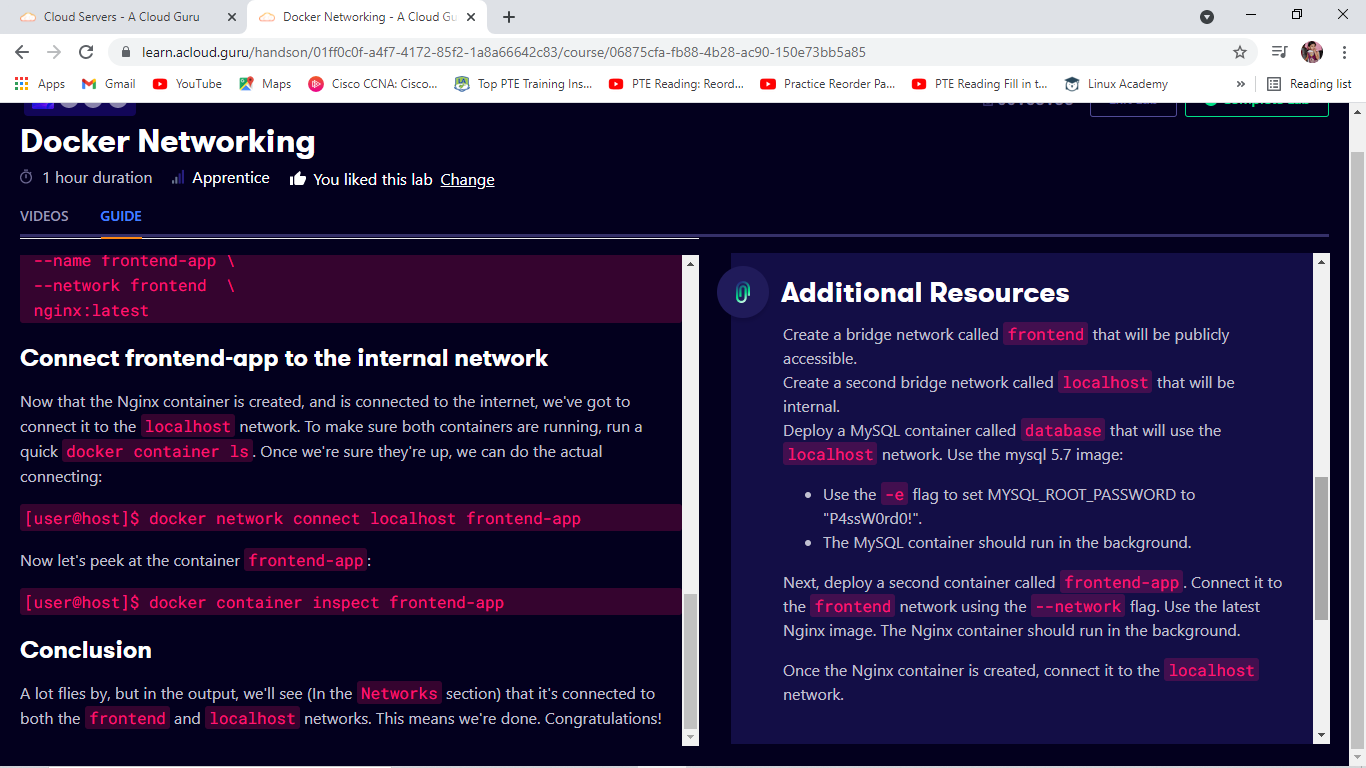 Cloud Servers - A Cloud Guru
Docker Networking - A Cloud Gu
learn.acloud.guru/handson/01ff0c0f-a4f7-4172-85f2-1a8a66642c83/course/06875cfa-fb88-4b28-ac90-150e73bb5a85
Apps Gmail YouTube Maps Cisco CCNA: Cisco... Top PTE Training Ins... PTE Reading: Reord... Practice Reorder Pa... PTE Reading Fill in t... Linux Academy » Reading list
Docker Networking
1 hour duration Apprentice You liked this lab Change
VIDEOS GUIDE
--name frontend-app \
--network frontend \
nginx:latest
Connect frontend-app to the internal network
Now that the Nginx container is created, and is connected to the internet, we've got to
connect it to the localhost network. To make sure both containers are running, run a
quick docker container ls. Once we're sure they're up, we can do the actual
connecting:
[user@host]$ docker network connect localhost frontend-app
Now let's peek at the container frontend-app:
[user@host]$ docker container inspect frontend-app
Conclusion
A lot flies by, but in the output, we'll see (In the Networks section) that it's connected to
both the frontend and localhost networks. This means we're done. Congratulations!
Additional Resources
Create a bridge network called frontend that will be publicly
accessible.
Create a second bridge network called localhost that will be
internal.
Deploy a MySQL container called database that will use the
localhost network. Use the mysql 5.7 image:
• Use the -e flag to set MYSQL_ROOT_PASSWORD to
"P4ssW0rd0!".
• The MySQL container should run in the background.
Next, deploy a second container called frontend-app. Connect it to
the frontend network using the --network flag. Use the latest
Nginx image. The Nginx container should run in the background.
Once the Nginx container is created, connect it to the localhost
network.